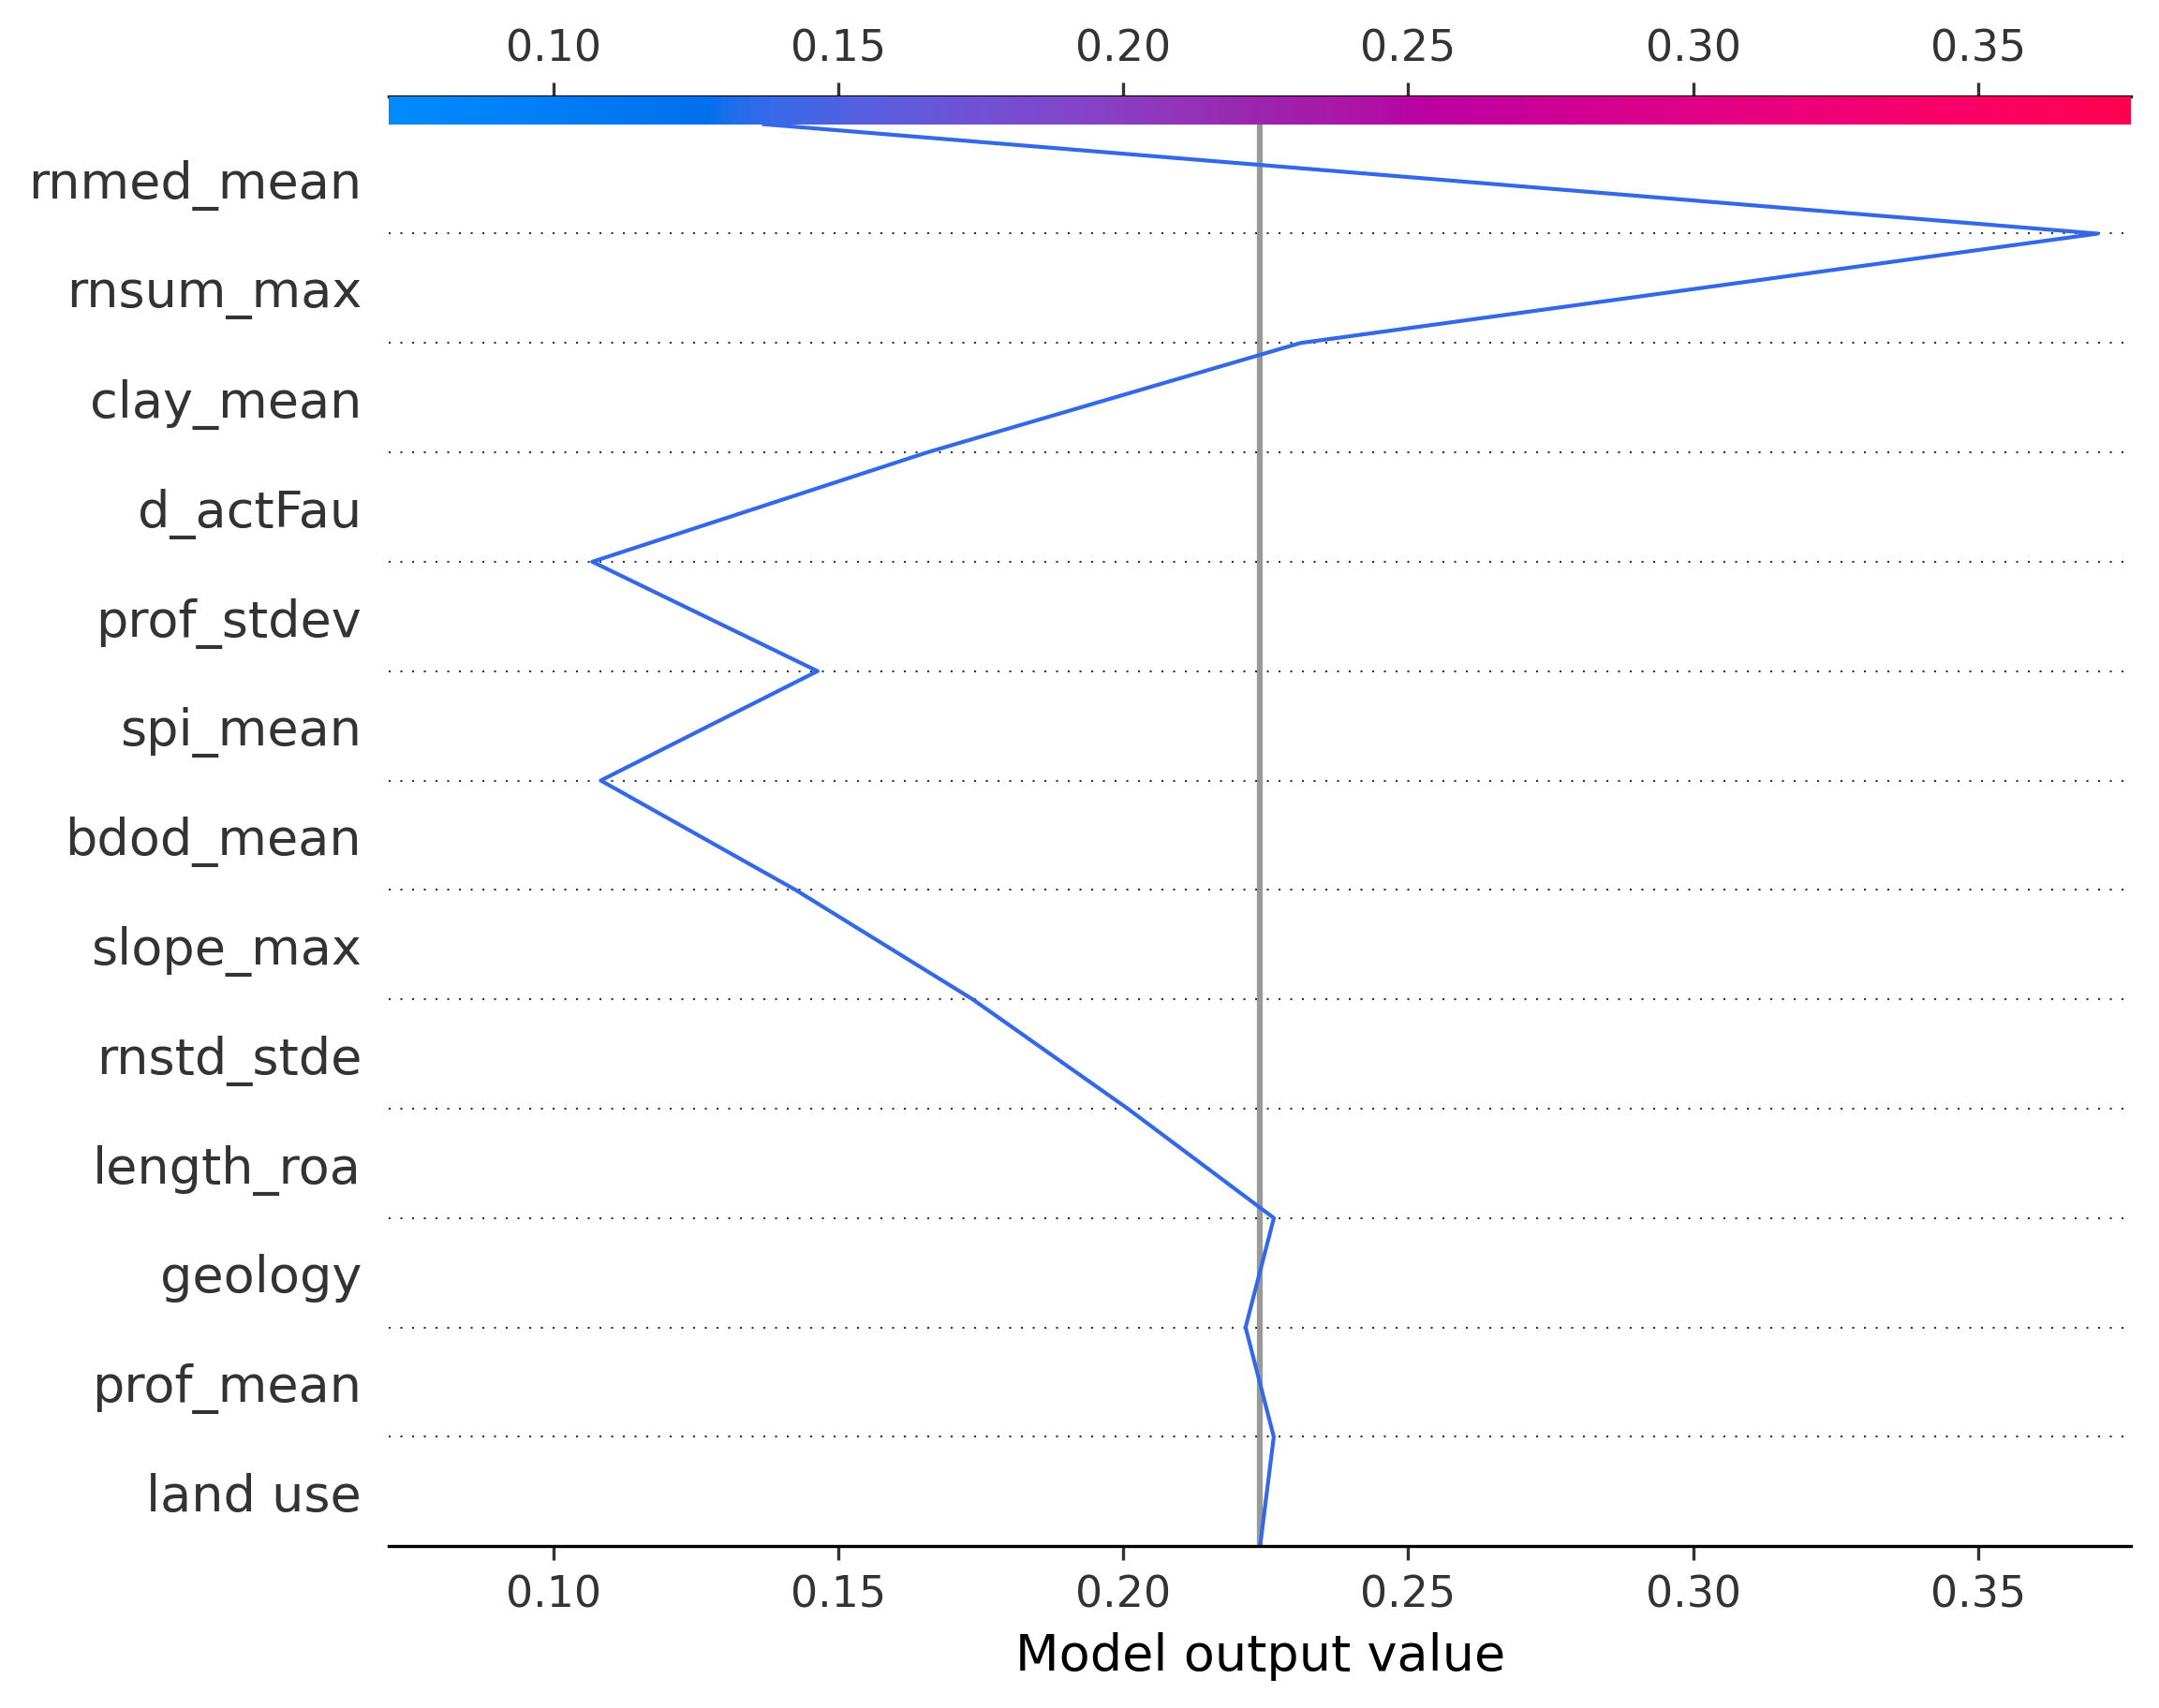 0.10 0.15 0.20 0.25 0.30 0.35
rnmed_mean
rnsum_max
clay_mean
d_actFau
prof_stdev
spi_mean
bdod_mean
slope_max
rnstd_stde
length_roa
geology
prof_mean
land use
0.10 0.15 0.20 0.25 0.30 0.35
Model output value